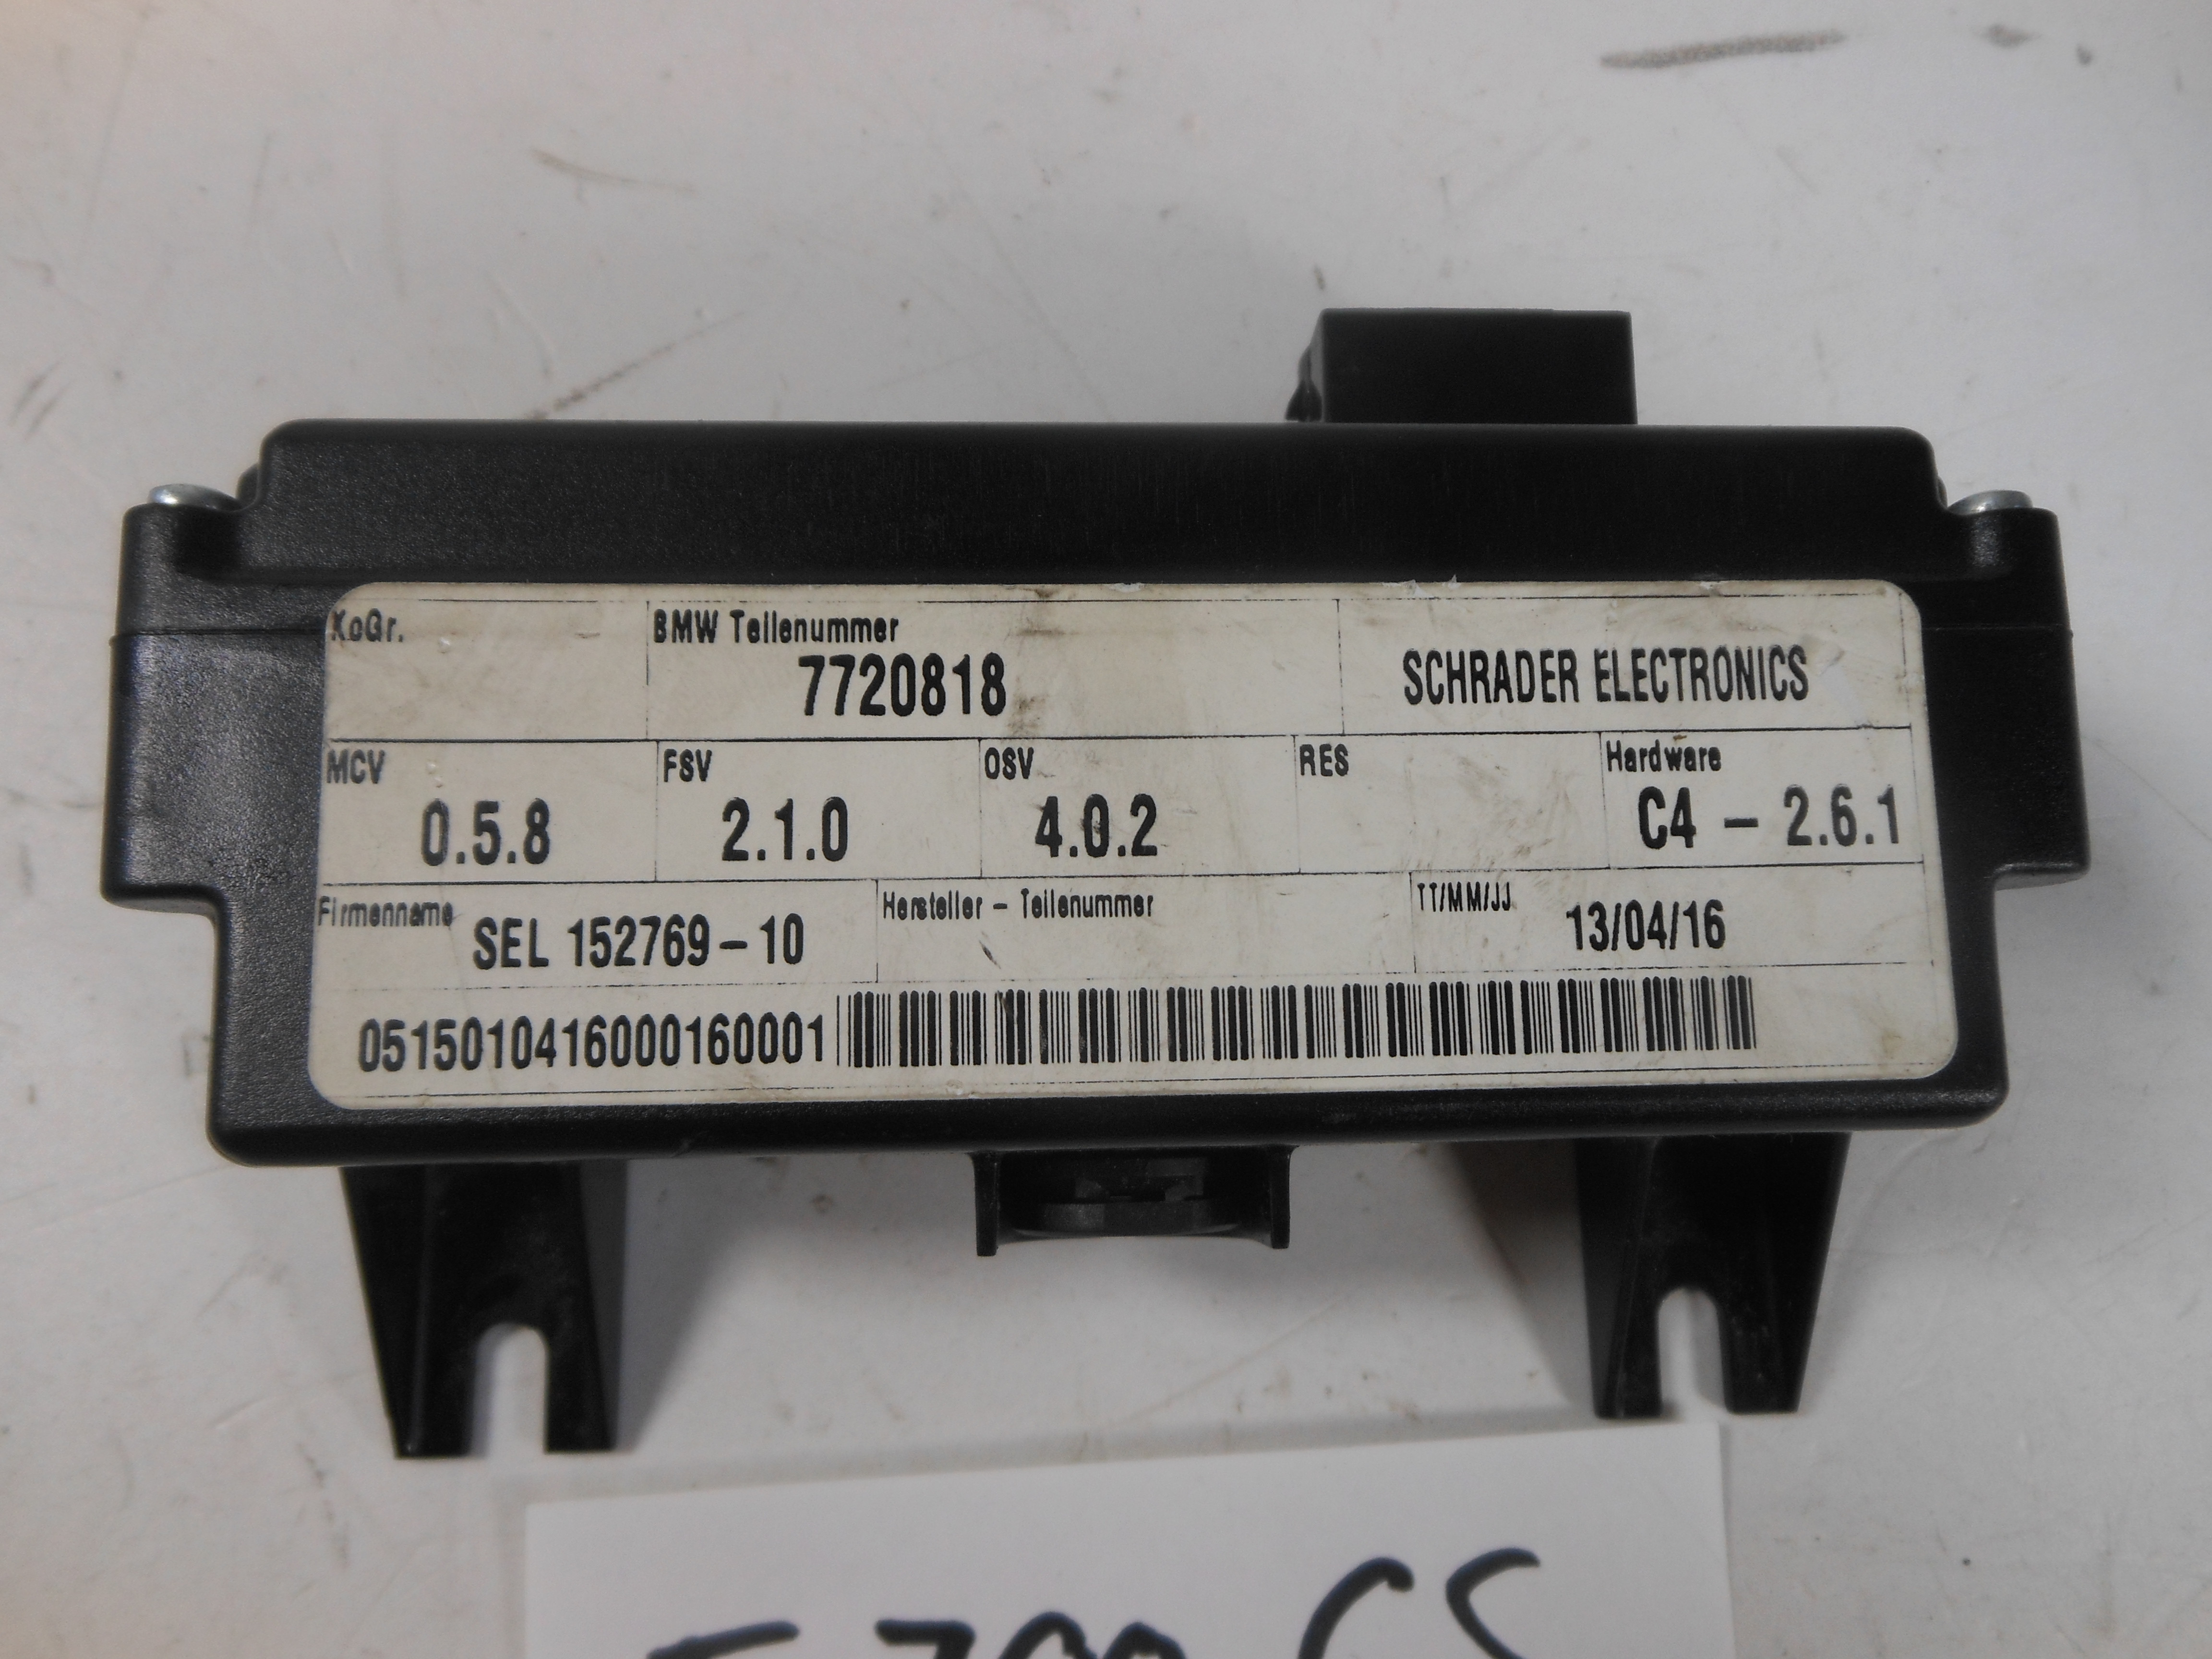 KoGr. BMW Teilenummer
7720818 SCHRADER ELECTRONICS
MCV FSV OSV RES Hardware
0.5.8 2.1.0 4.0.2 C4 - 2.6.1
Firmenname SEL 152769-10 Hersteller - Teilenummer TT/MM/JJ 13/04/16
0515010416000160001